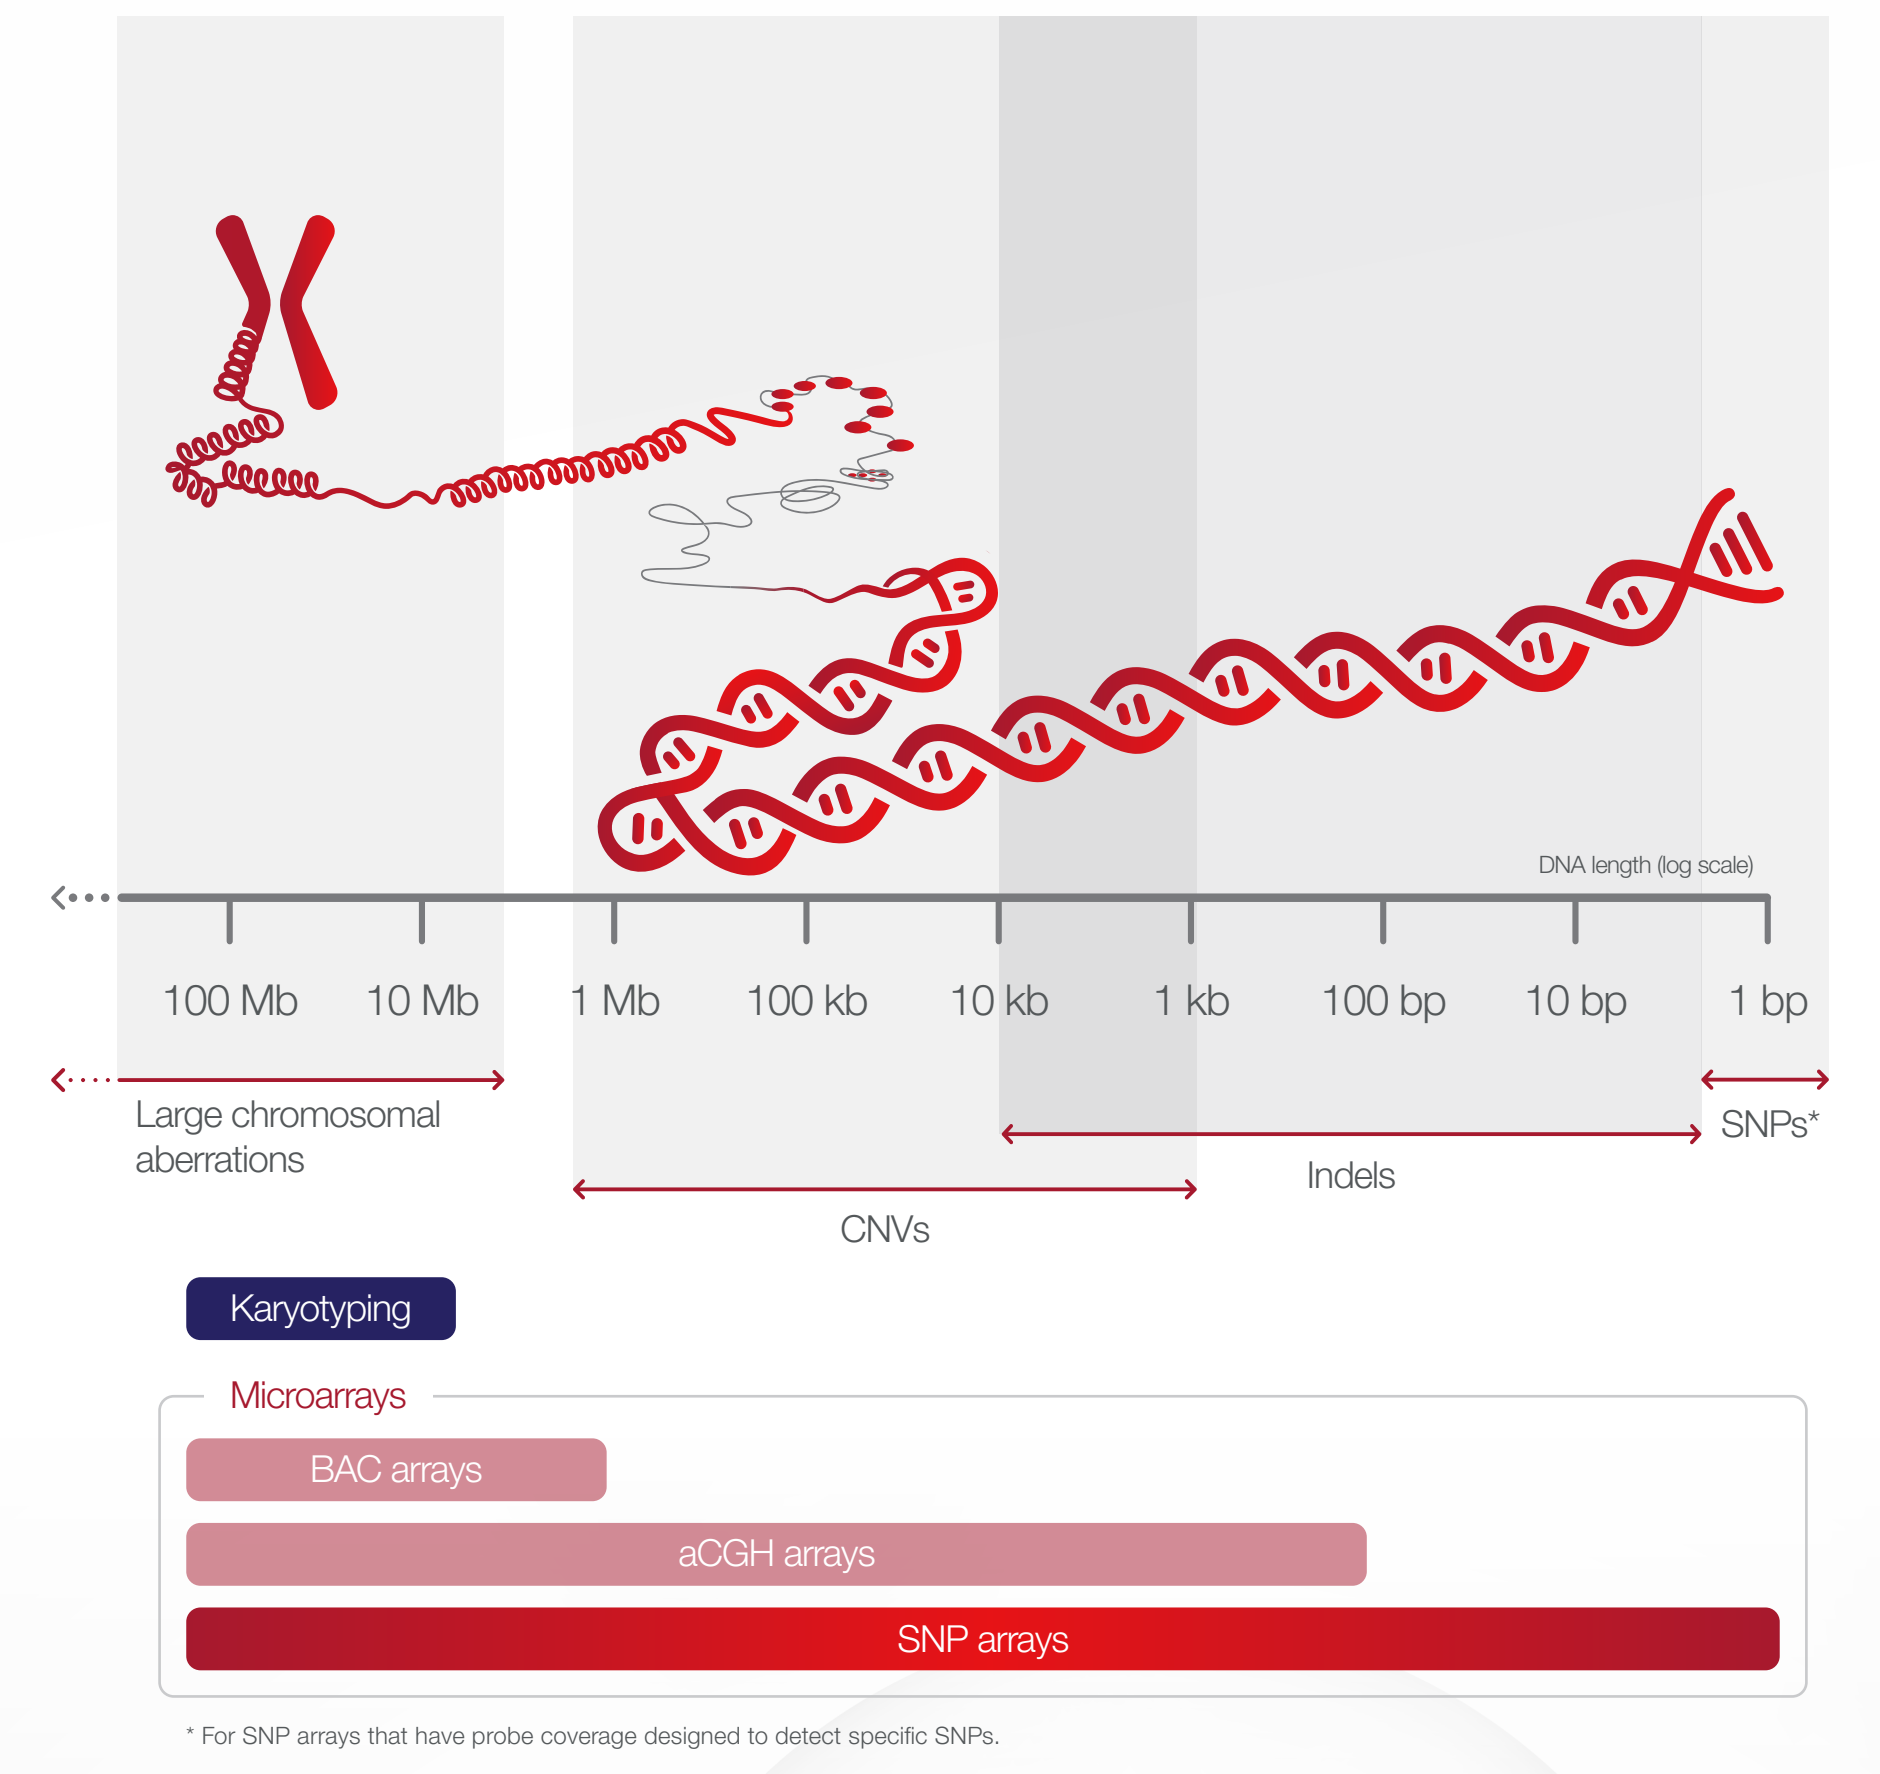 DNA length (log scale)
100 Mb 10 Mb 1 Mb 100 kb 10 kb 1 kb 100 bp 10 bp 1 bp
Large chromosomal
aberrations
SNPs*
Indels
CNVs
Karyotyping
Microarrays
BAC arrays
aCGH arrays
SNP arrays
* For SNP arrays that have probe coverage designed to detect specific SNPs.